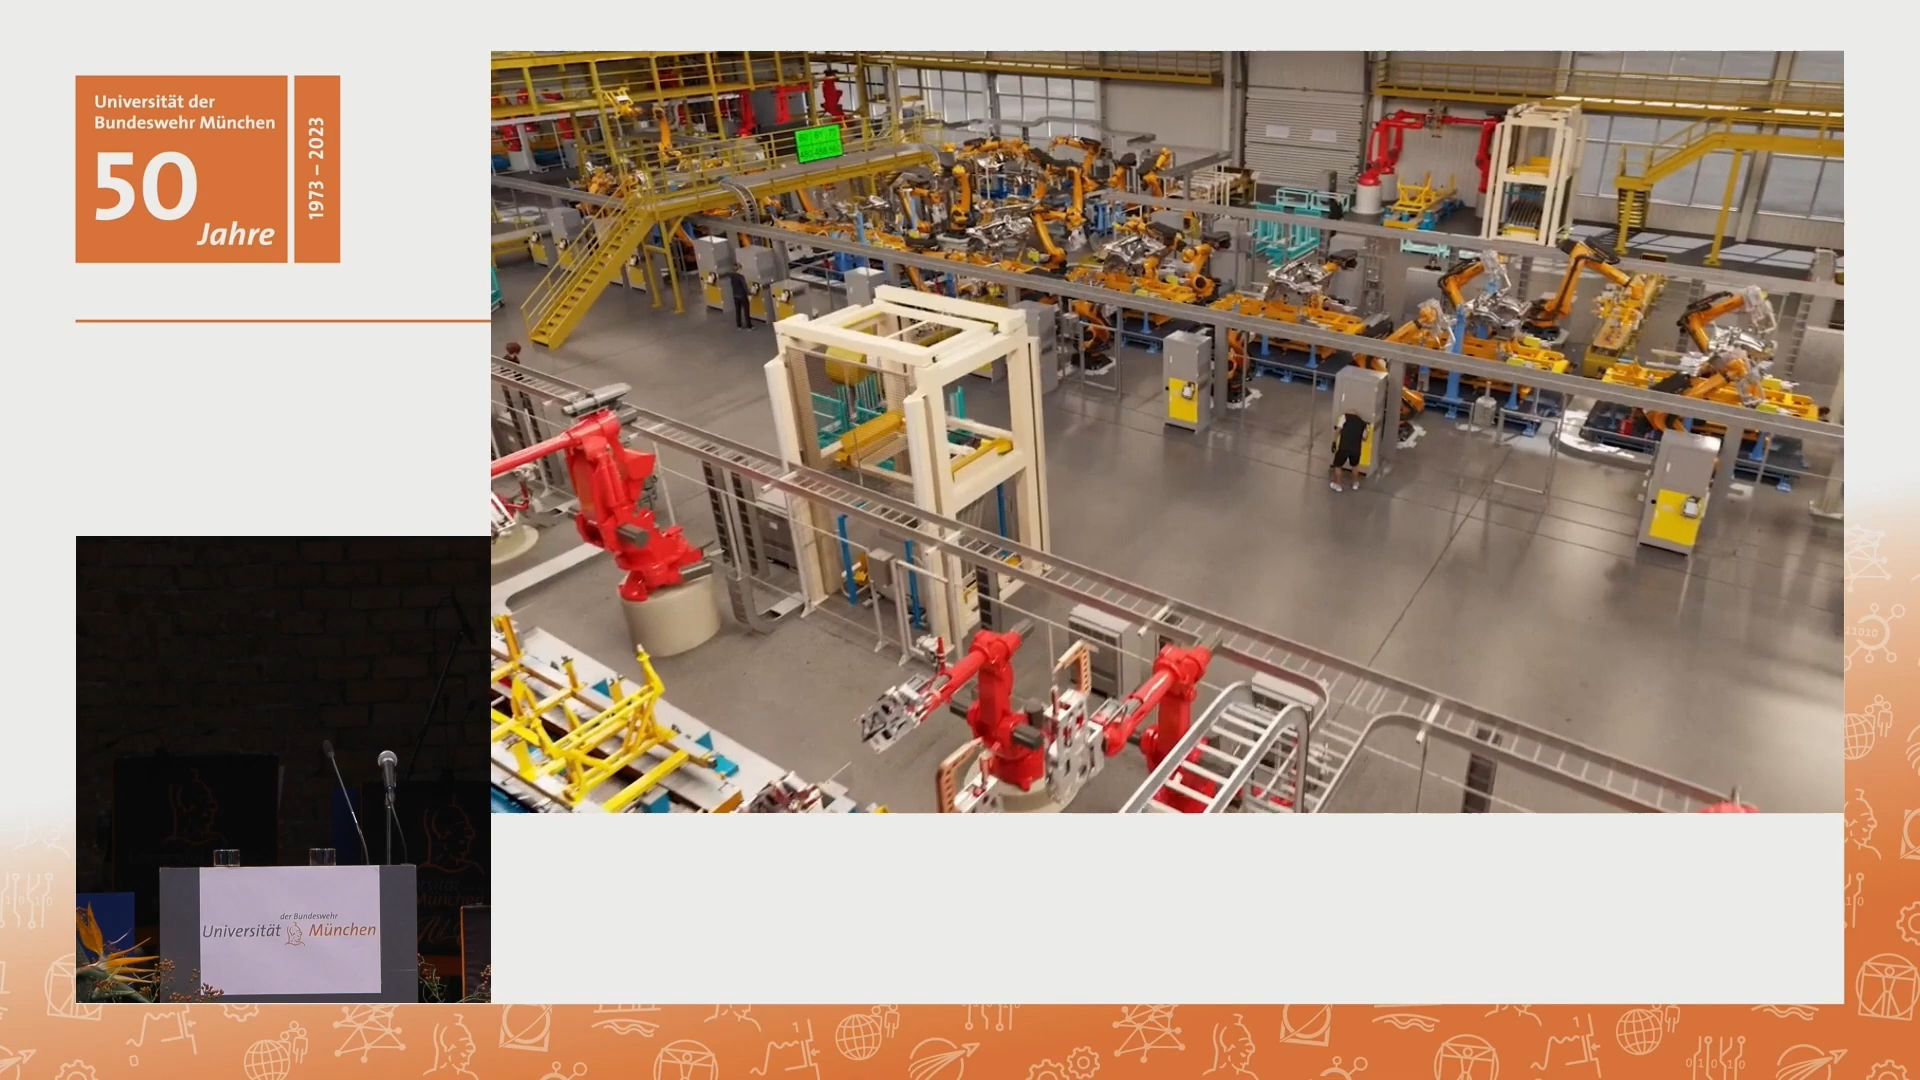 Universität der
Bundeswehr München
50
Jahre
1973 – 2023
der Bundeswehr
Universität München